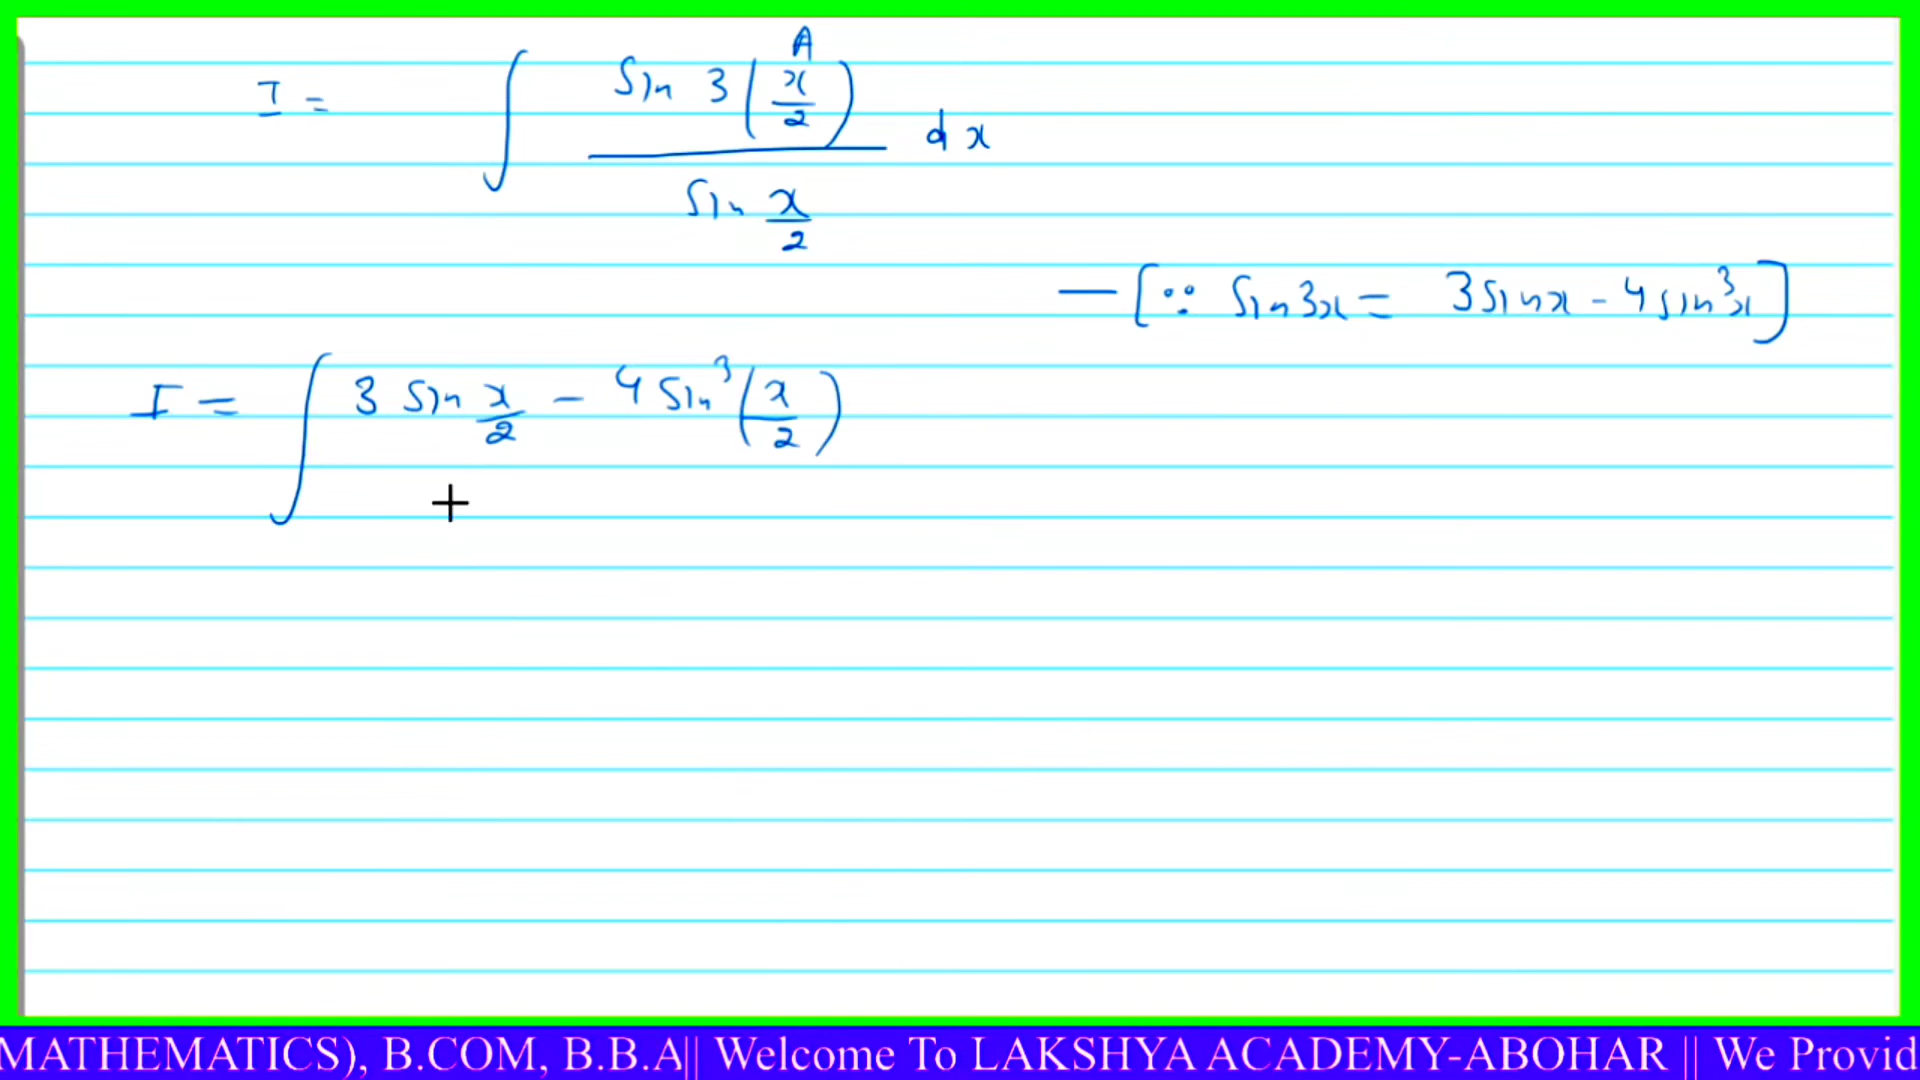 A
I = ∫ sin 3(x/2) / sin x/2 dx
— [∵ sin3x = 3sinx - 4sin³x]
I = ∫ 3 sin x/2 - 4 sin³(x/2)
MATHEMATICS), B.COM, B.B.A|| Welcome To LAKSHYA ACADEMY-ABOHAR || We Provid